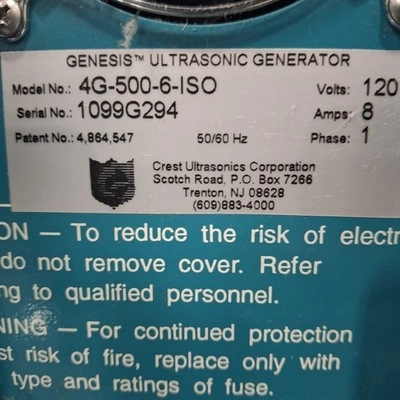 GENESIS™ ULTRASONIC GENERATOR
Model No.: 4G-500-6-ISO Volts: 120
Serial No.: 1099G294 Amps: 8
Patent No.: 4,864,547 50/60 Hz Phase: 1
Crest Ultrasonics Corporation
Scotch Road, P.O. Box 7266
Trenton, NJ 08628
(609)883-4000
ON — To reduce the risk of electr
do not remove cover. Refer
ng to qualified personnel.
NING — For continued protection
st risk of fire, replace only with
type and ratings of fuse.